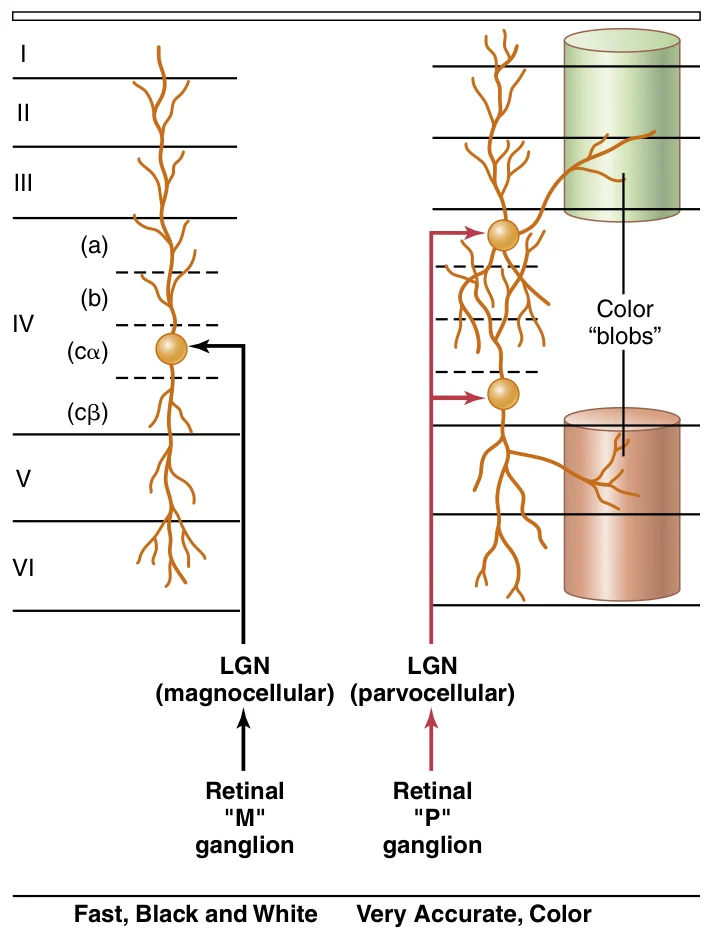 I
II
III
(a)
(b)
IV
(cα)
(cβ)
V
VI
Color
“blobs”
LGN
(magnocellular)
LGN
(parvocellular)
Retinal
"M"
ganglion
Retinal
"P"
ganglion
Fast, Black and White
Very Accurate, Color